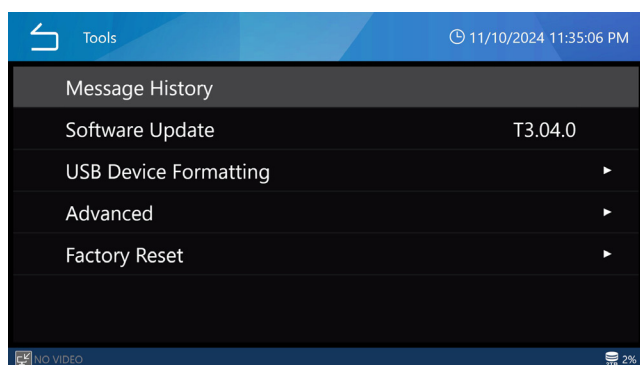 Tools 11/10/2024 11:35:06 PM
Message History
Software Update T3.04.0
USB Device Formatting
Advanced
Factory Reset
NO VIDEO 2TB 2%